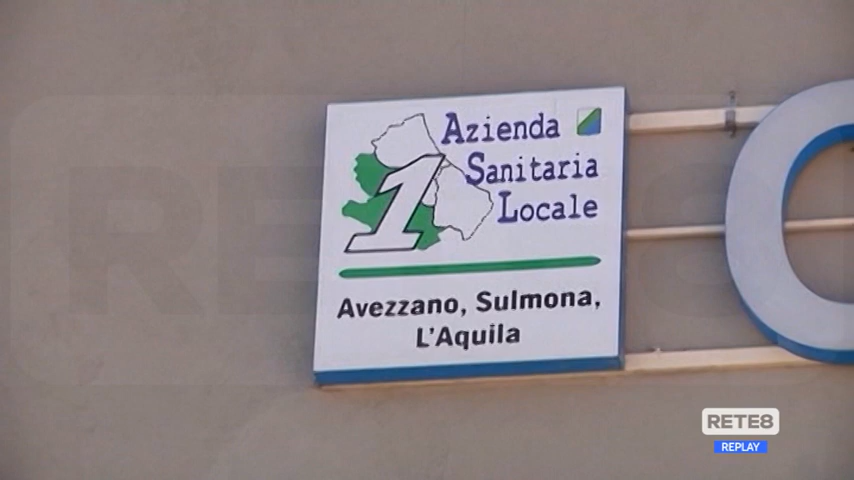 Azienda
Sanitaria
Locale
1
Avezzano, Sulmona,
L'Aquila
RETE8
REPLAY